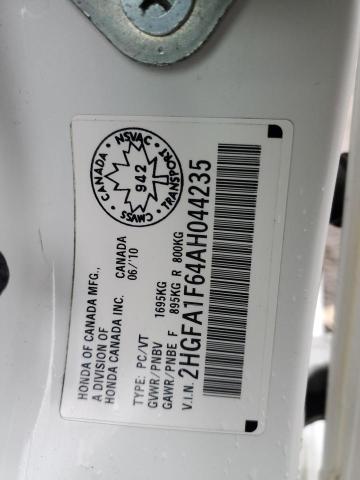 HONDA OF CANADA MFG.,
A DIVISION OF
HONDA CANADA INC.
CANADA
06/'10
CANADA NSVAC
942
CMVSS TRANSPORT
TYPE: PC/VT
GVWR/PNBV 1695KG
GAWR/PNBE F 895KG R 800KG
V.I.N. 2HGFA1F64AH044235